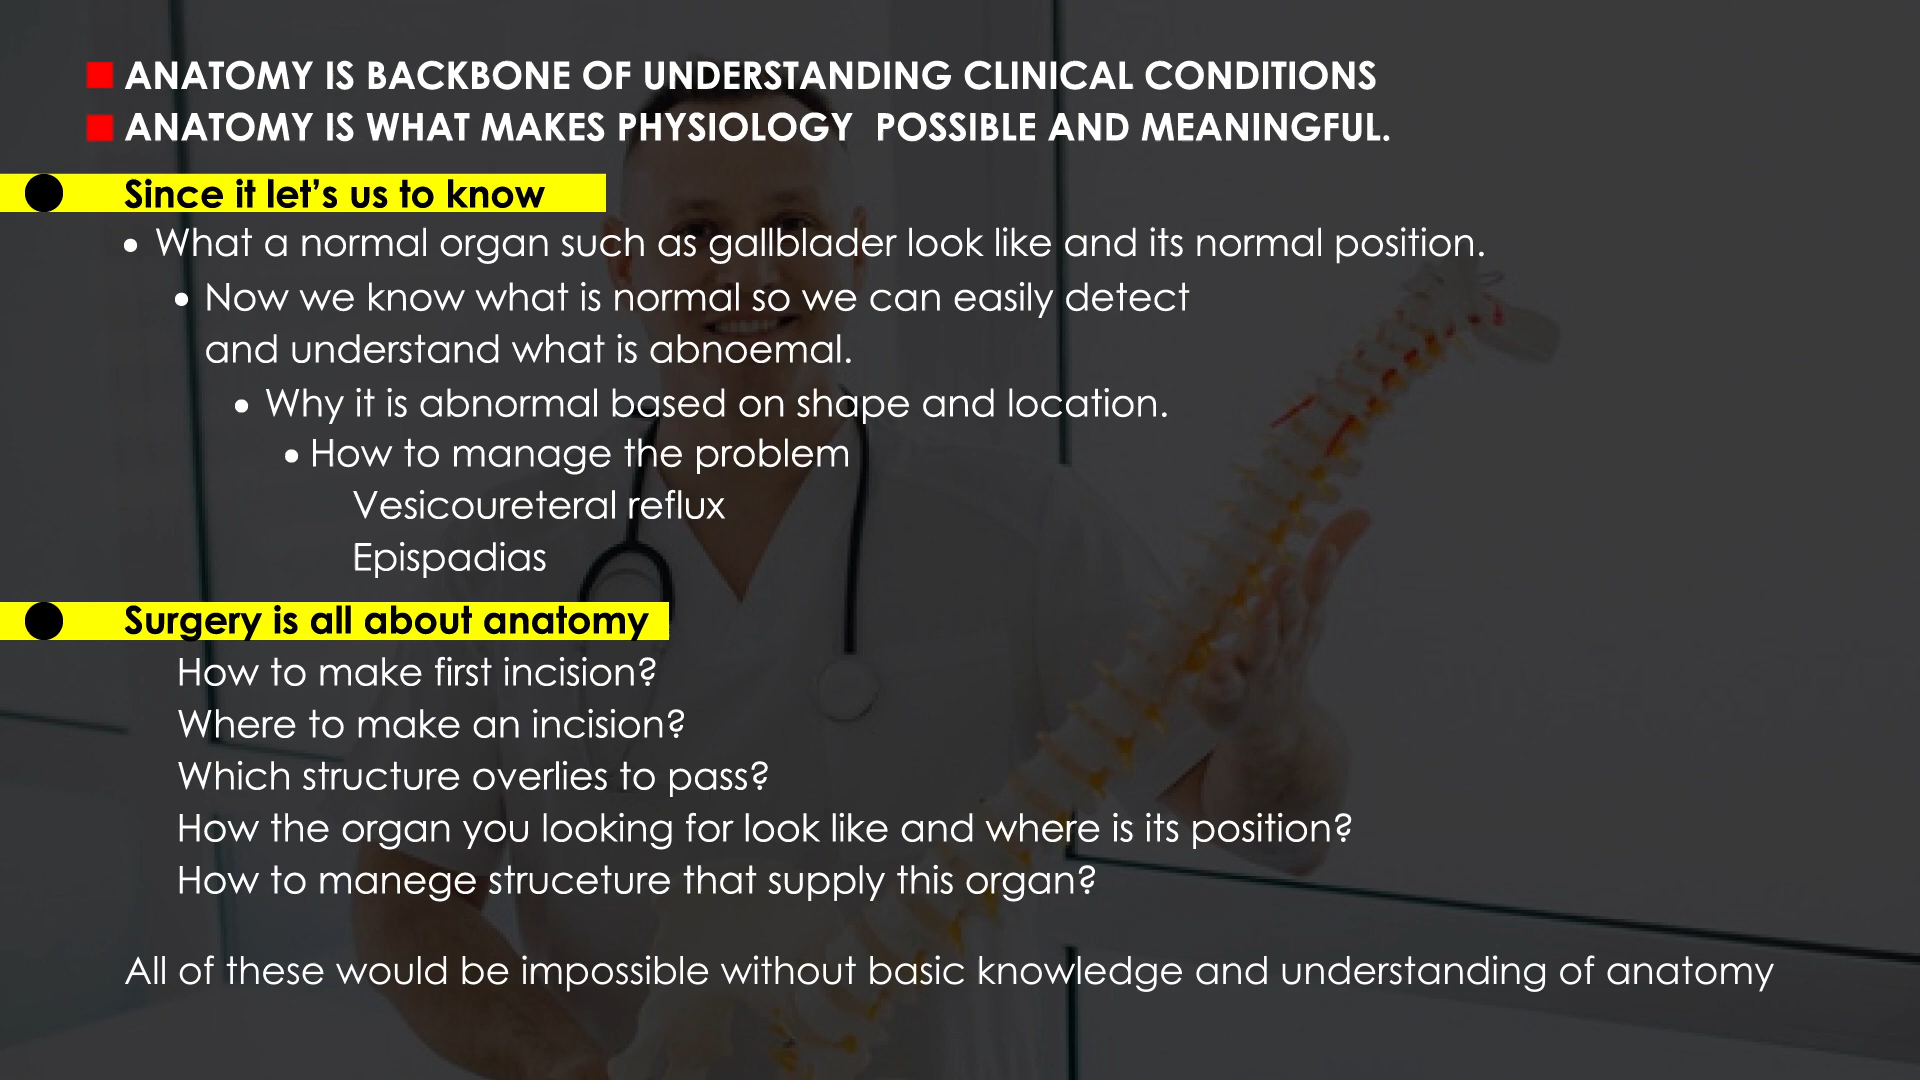 ANATOMY IS BACKBONE OF UNDERSTANDING CLINICAL CONDITIONS
ANATOMY IS WHAT MAKES PHYSIOLOGY POSSIBLE AND MEANINGFUL.
Since it let’s us to know
• What a normal organ such as gallblader look like and its normal position.
• Now we know what is normal so we can easily detect
and understand what is abnoemal.
• Why it is abnormal based on shape and location.
• How to manage the problem
Vesicoureteral reflux
Epispadias
Surgery is all about anatomy
How to make first incision?
Where to make an incision?
Which structure overlies to pass?
How the organ you looking for look like and where is its position?
How to manege struceture that supply this organ?
All of these would be impossible without basic knowledge and understanding of anatomy